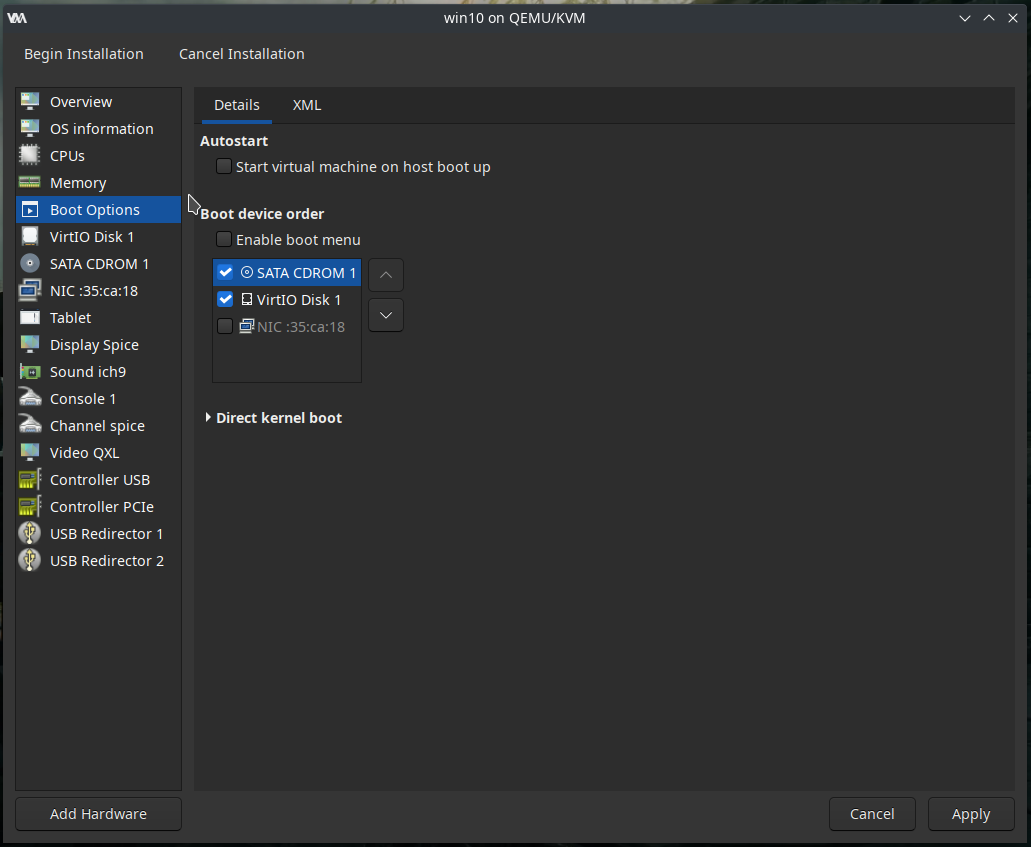 win10 on QEMU/KVM
Begin Installation
Cancel Installation
Overview
OS information
CPUs
Memory
Boot Options
VirtIO Disk 1
SATA CDROM 1
NIC :35:ca:18
Tablet
Display Spice
Sound ich9
Console 1
Channel spice
Video QXL
Controller USB
Controller PCIe
USB Redirector 1
USB Redirector 2
Add Hardware
Details
XML
Autostart
Start virtual machine on host boot up
Boot device order
Enable boot menu
SATA CDROM 1
VirtIO Disk 1
NIC :35:ca:18
Direct kernel boot
Cancel
Apply